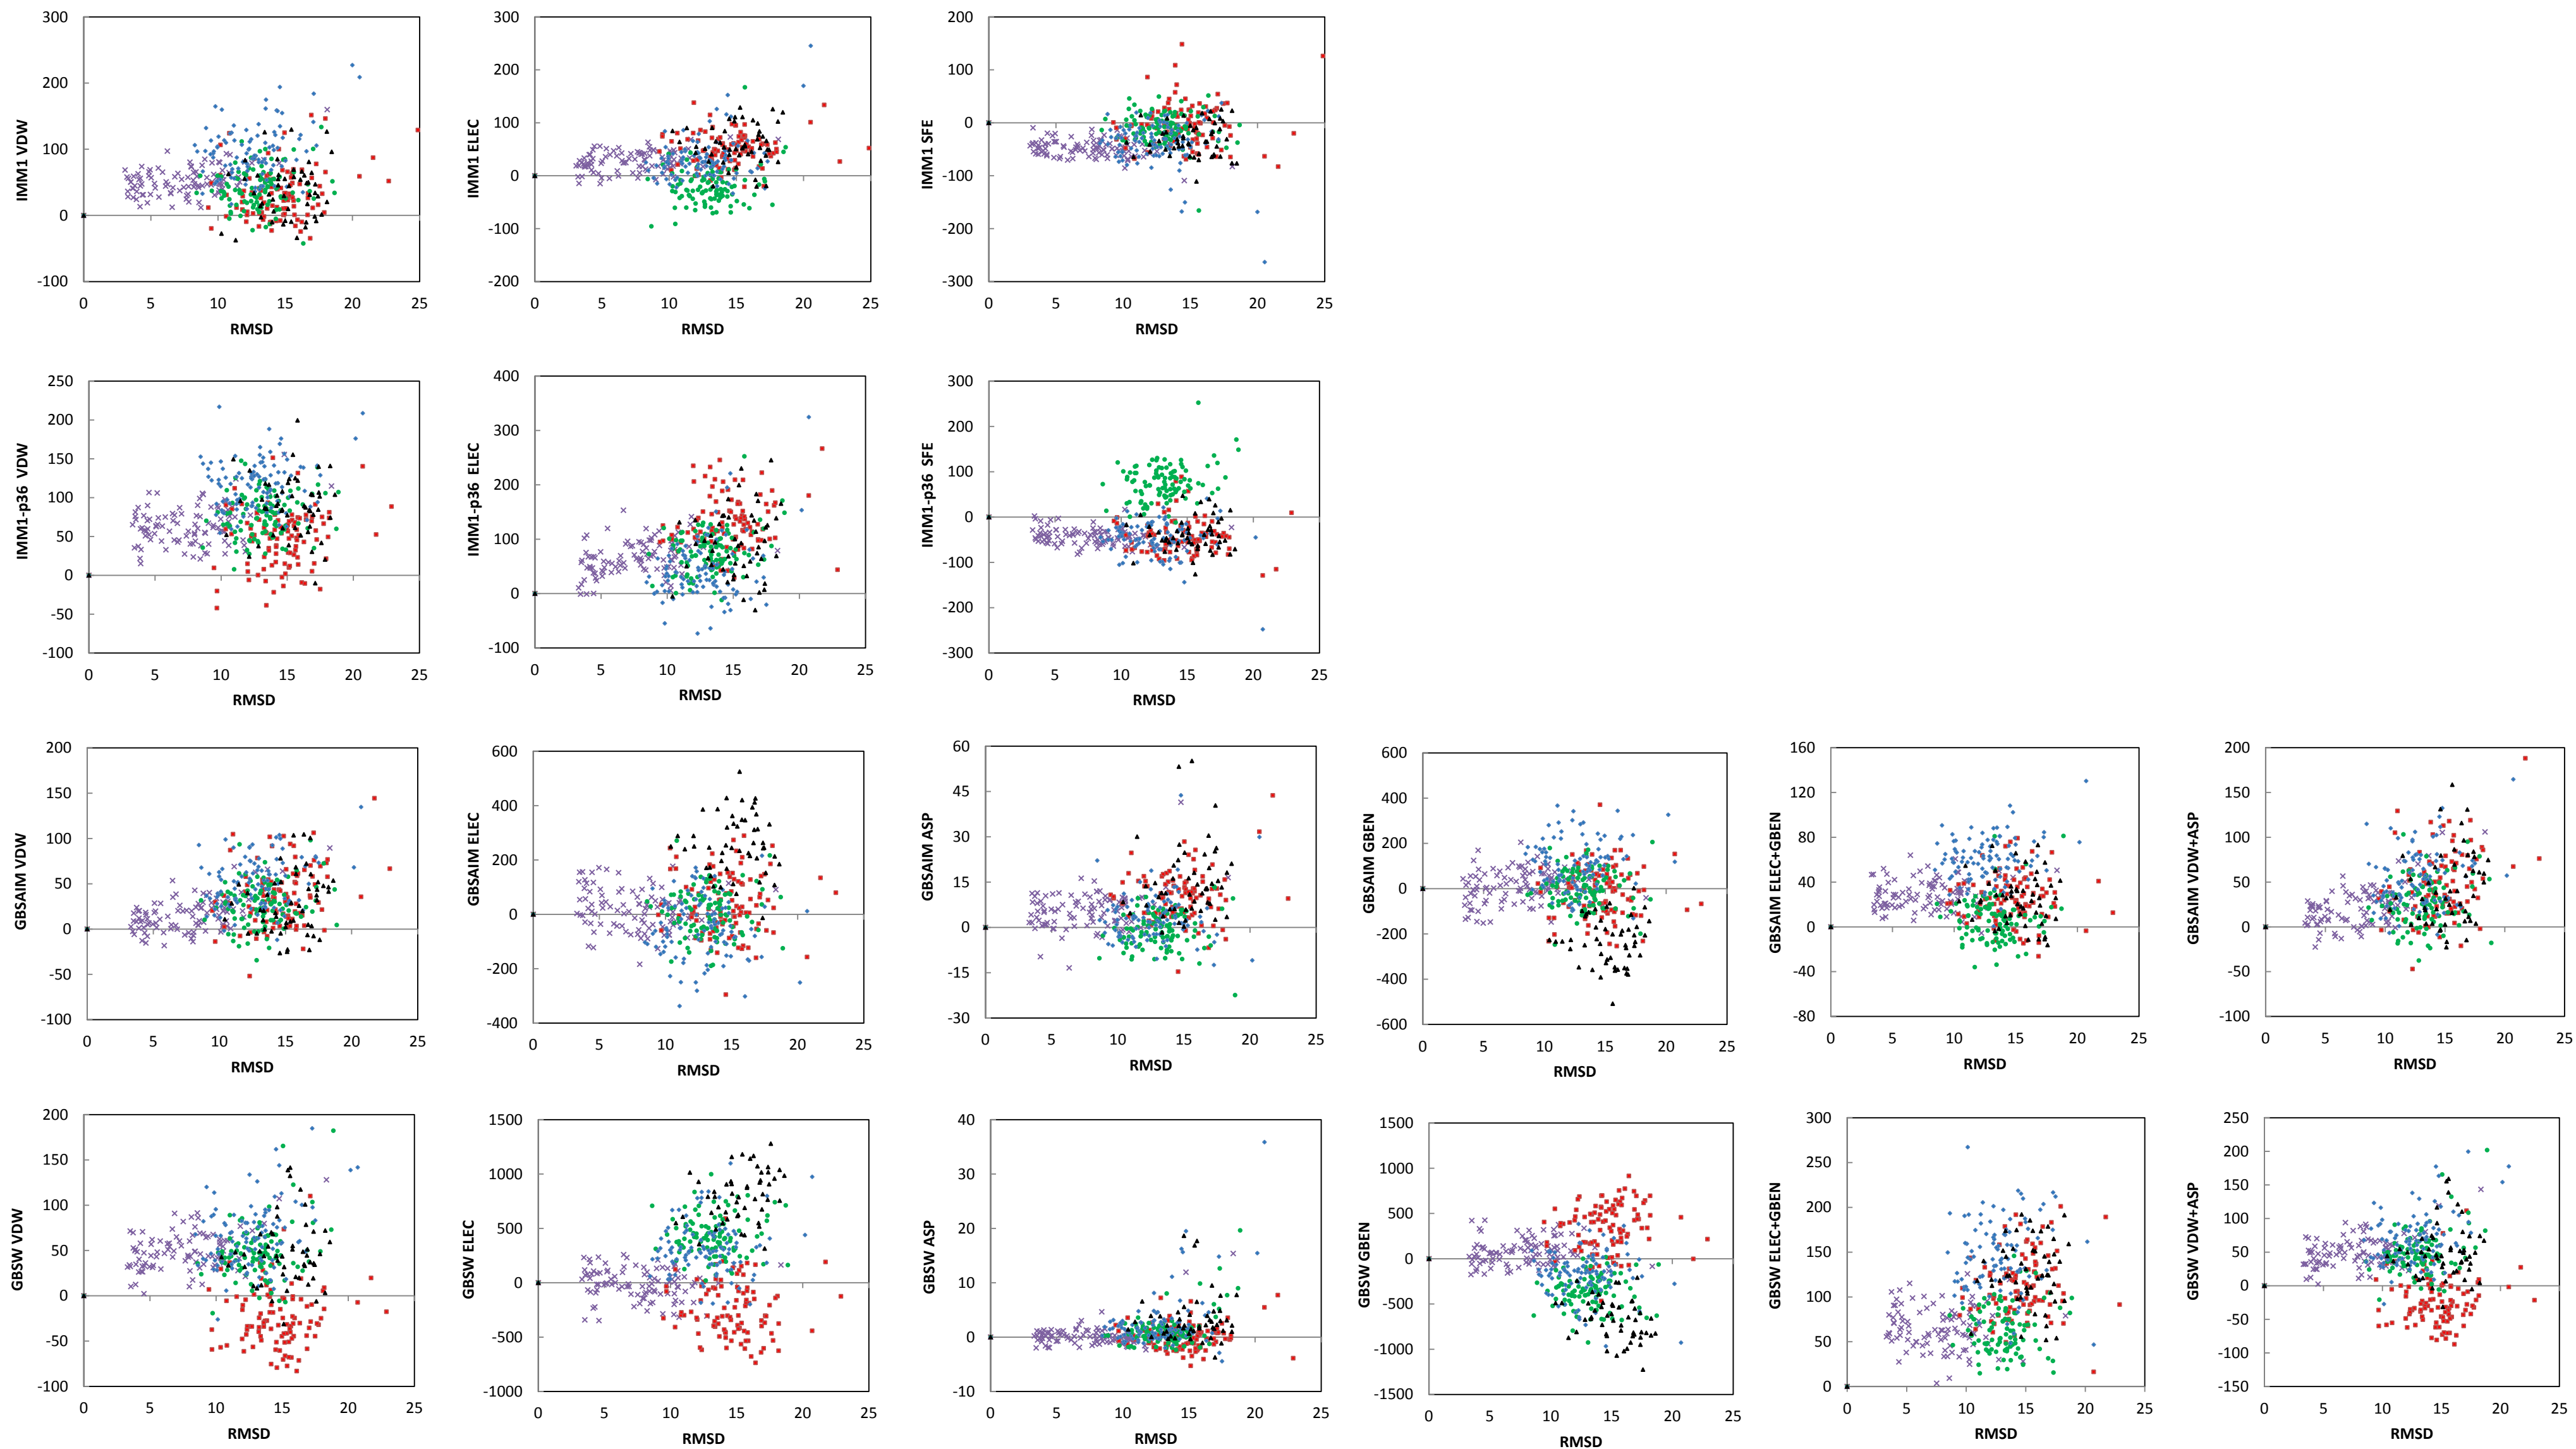 IMM1 VDW
300
200
100
0
-100
0 5 10 15 20 25
RMSD
IMM1 ELEC
300
200
100
0
-100
-200
0 5 10 15 20 25
RMSD
IMM1 SFE
200
100
0
-100
-200
-300
0 5 10 15 20 25
RMSD
IMM1-p36 VDW
250
200
150
100
50
0
-50
-100
0 5 10 15 20 25
RMSD
IMM1-p36 ELEC
400
300
200
100
0
-100
0 5 10 15 20 25
RMSD
IMM1-p36 SFE
300
200
100
0
-100
-200
-300
0 5 10 15 20 25
RMSD
GBSAIM VDW
200
150
100
50
0
-50
-100
0 5 10 15 20 25
RMSD
GBSAIM ELEC
600
400
200
0
-200
-400
0 5 10 15 20 25
RMSD
GBSAIM ASP
60
45
30
15
0
-15
-30
0 5 10 15 20 25
RMSD
GBSAIM GBEN
600
400
200
0
-200
-400
-600
0 5 10 15 20 25
RMSD
GBSAIM ELEC+GBEN
160
120
80
40
0
-40
-80
0 5 10 15 20 25
RMSD
GBSAIM VDW+ASP
200
150
100
50
0
-50
-100
0 5 10 15 20 25
RMSD
GBSW VDW
200
150
100
50
0
-50
-100
0 5 10 15 20 25
RMSD
GBSW ELEC
1500
1000
500
0
-500
-1000
0 5 10 15 20 25
RMSD
GBSW ASP
40
30
20
10
0
-10
0 5 10 15 20 25
RMSD
GBSW GBEN
1500
1000
500
0
-500
-1000
-1500
0 5 10 15 20 25
RMSD
GBSW ELEC+GBEN
300
250
200
150
100
50
0
0 5 10 15 20 25
RMSD
GBSW VDW+ASP
250
200
150
100
50
0
-50
-100
-150
0 5 10 15 20 25
RMSD